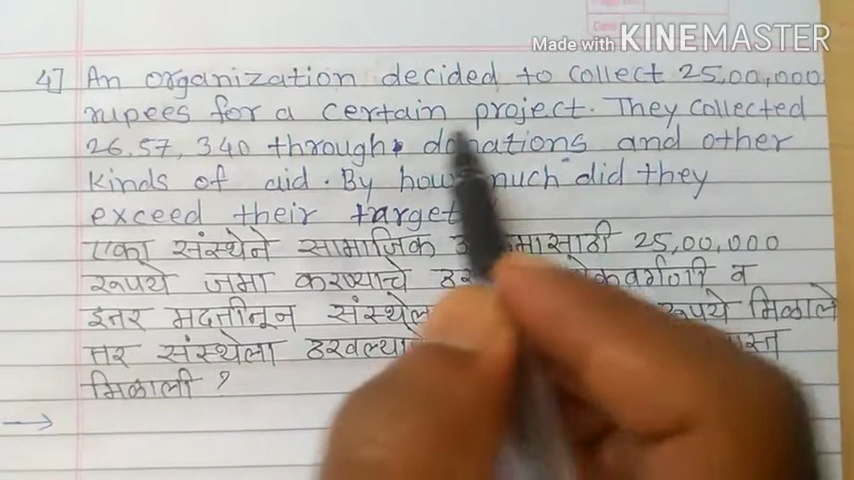 Made with KINEMASTER
4] An organization decided to collect 25,00,000
rupees for a certain project. They collected
26,57,340 through donations and other
kinds of aid. By how much did they
exceed their target
एका संस्थेने सामाजिक 25,00,000
रूपये जमा करण्याचे व
इतर मदतीतून रूपये मिळाले
तर संस्थेला
मिळाली ?
→